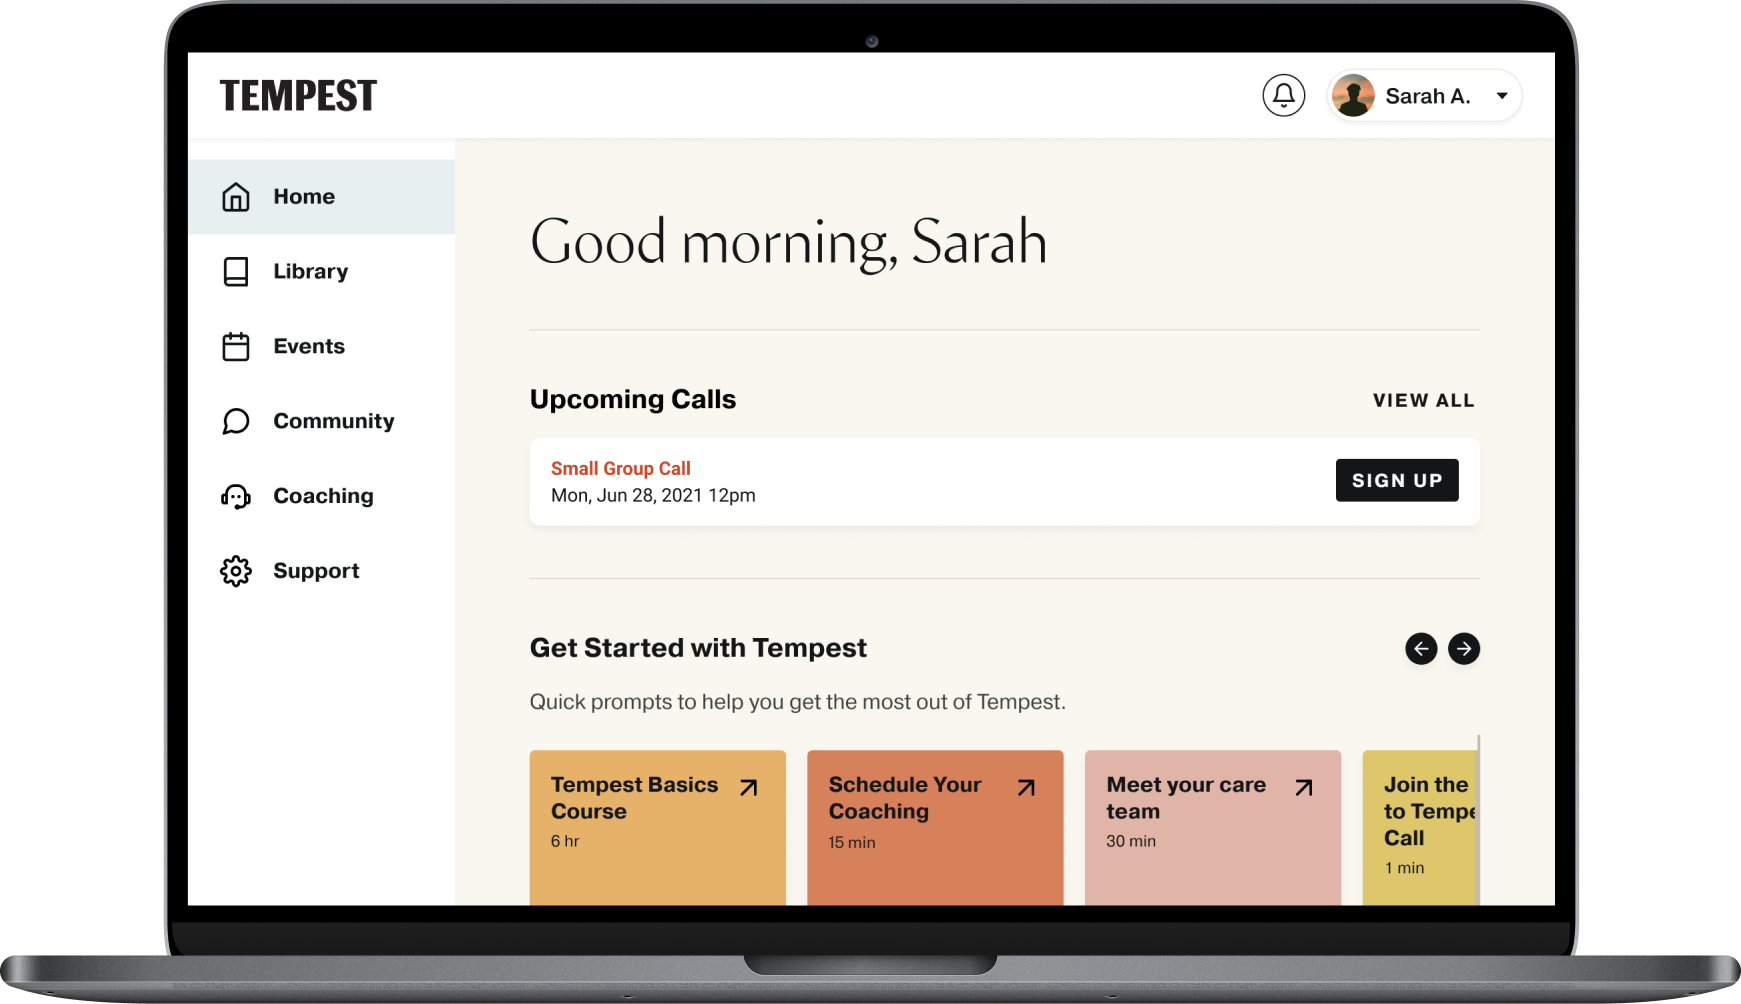 TEMPEST
Sarah A.
Home
Library
Events
Community
Coaching
Support
Good morning, Sarah
Upcoming Calls
VIEW ALL
Small Group Call
Mon, Jun 28, 2021 12pm
SIGN UP
Get Started with Tempest
Quick prompts to help you get the most out of Tempest.
Tempest Basics
Course
6 hr
Schedule Your
Coaching
15 min
Meet your care
team
30 min
Join the
to Tempe
Call
1 min